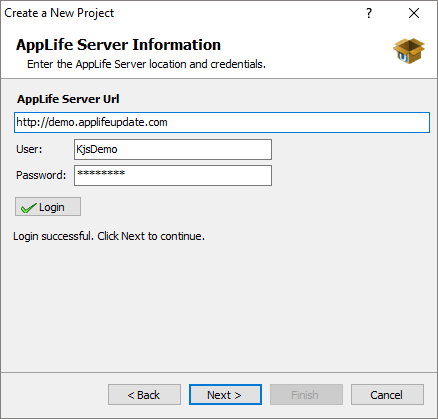 Create a New Project
?
AppLife Server Information
Enter the AppLife Server location and credentials.
AppLife Server Url
http://demo.applifeupdate.com
User: KjsDemo
Password: ********
Login
Login successful. Click Next to continue.
< Back Next > Finish Cancel